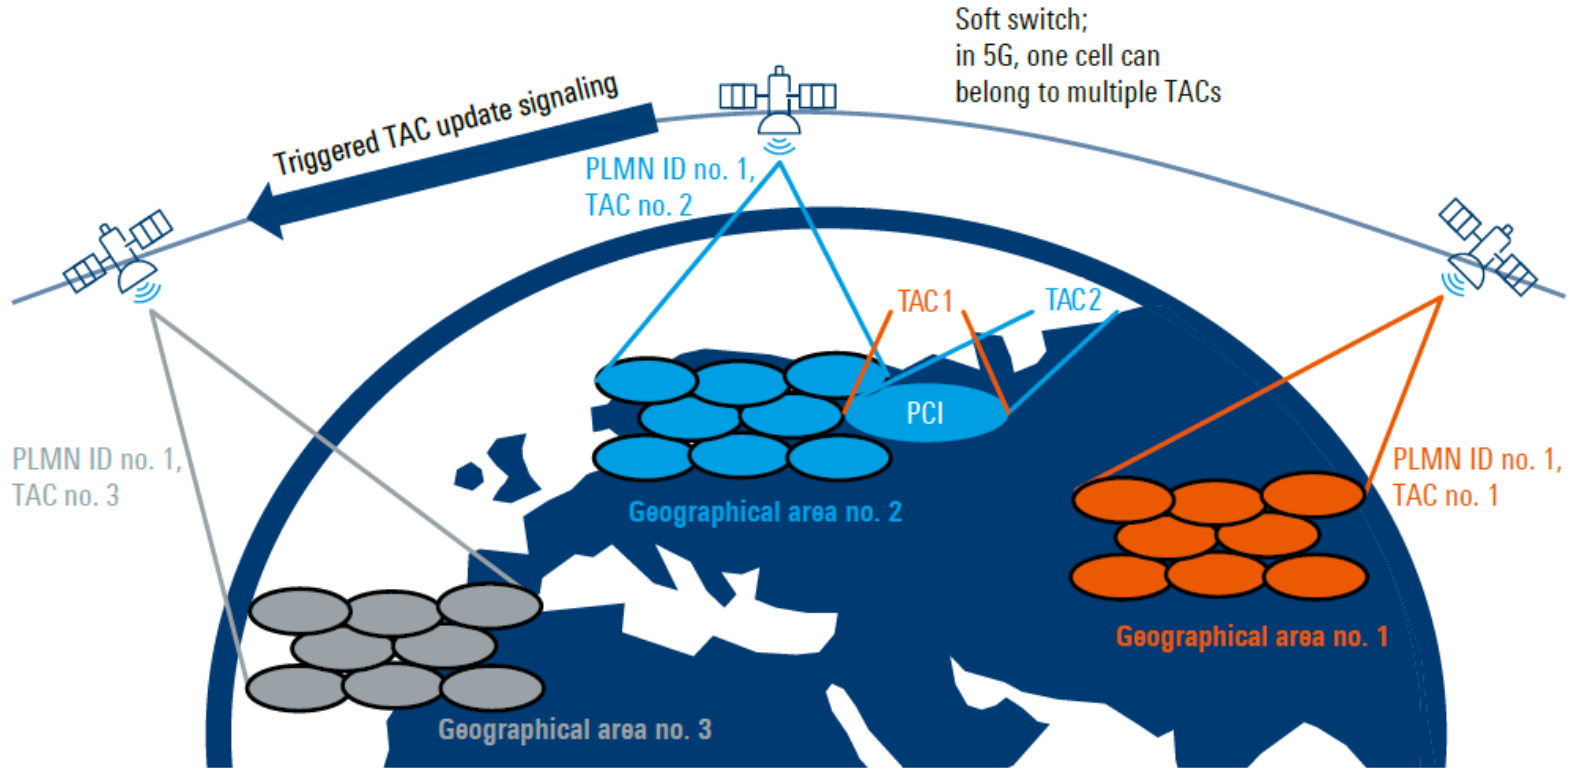 Soft switch;
in 5G, one cell can
belong to multiple TACs
Triggered TAC update signaling
PLMN ID no. 1,
TAC no. 2
TAC 1
TAC 2
PCI
PLMN ID no. 1,
TAC no. 3
PLMN ID no. 1,
TAC no. 1
Geographical area no. 2
Geographical area no. 1
Geographical area no. 3